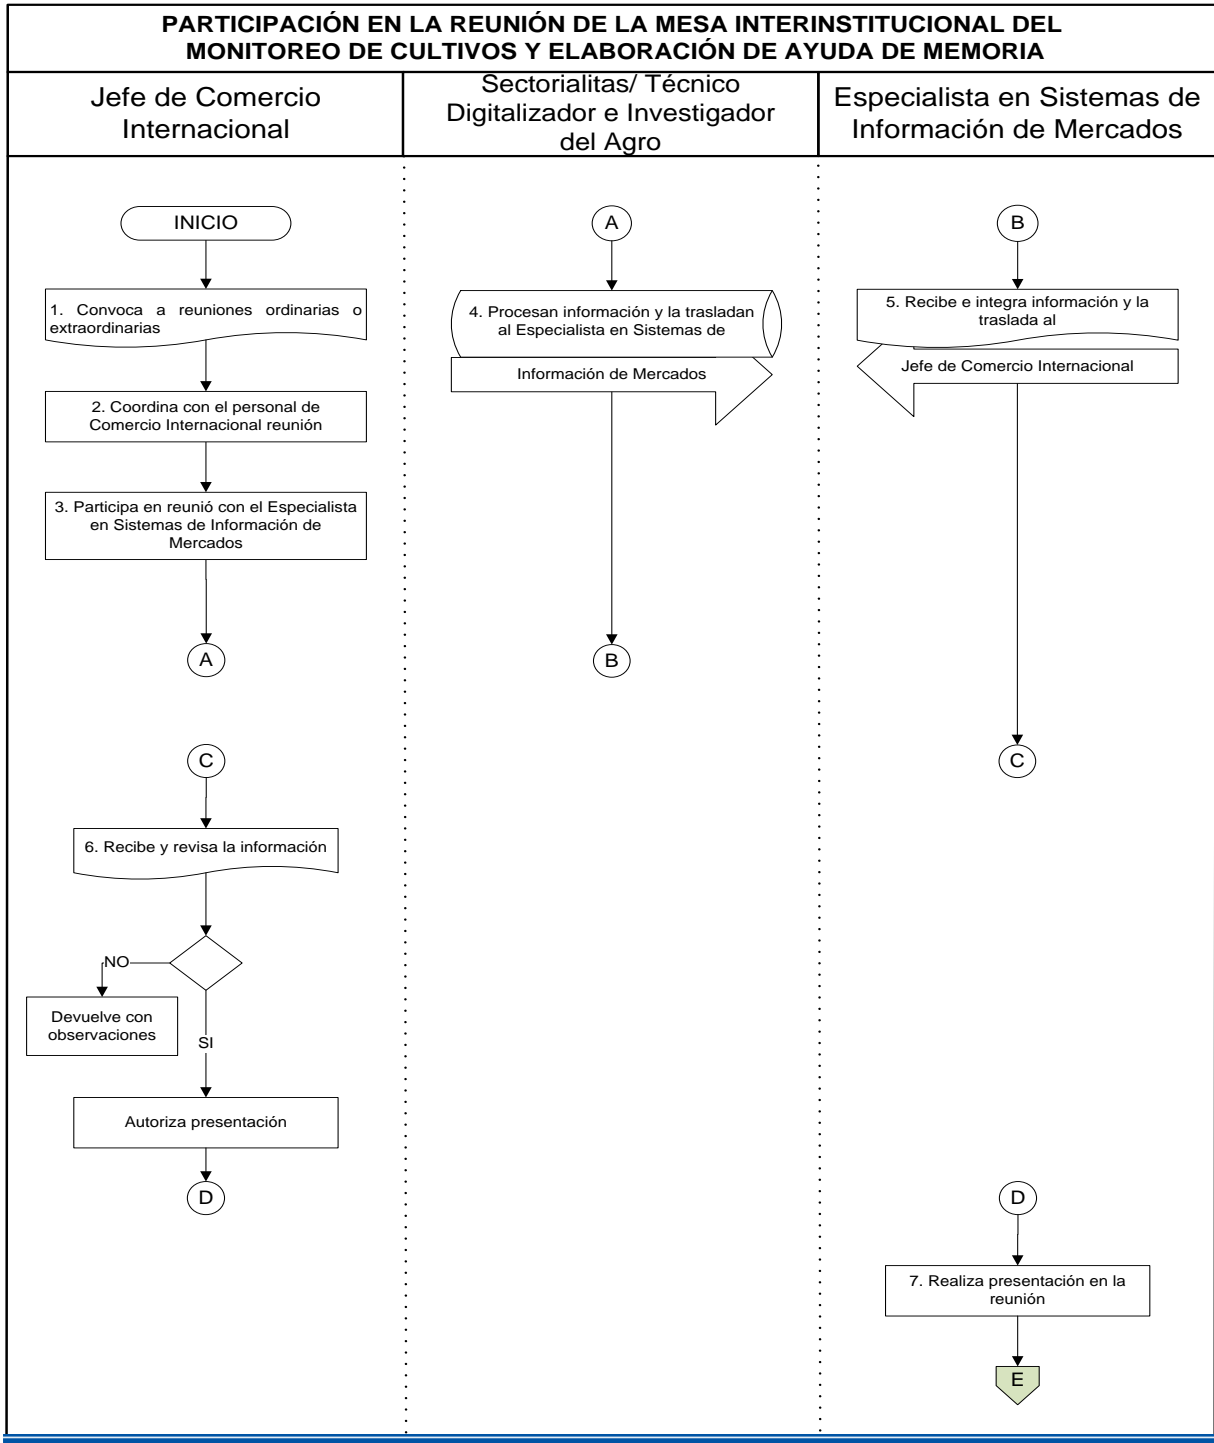 PARTICIPACIÓN EN LA REUNIÓN DE LA MESA INTERINSTITUCIONAL DEL
MONITOREO DE CULTIVOS Y ELABORACIÓN DE AYUDA DE MEMORIA
Jefe de Comercio
Internacional
Sectorialitas/ Técnico
Digitalizador e Investigador
del Agro
Especialista en Sistemas de
Información de Mercados
INICIO
1. Convoca a reuniones ordinarias o
extraordinarias
2. Coordina con el personal de
Comercio Internacional reunión
3. Participa en reunió con el Especialista
en Sistemas de Información de
Mercados
A
A
4. Procesan información y la trasladan
al Especialista en Sistemas de
Información de Mercados
B
B
5. Recibe e integra información y la
traslada al
Jefe de Comercio Internacional
C
C
6. Recibe y revisa la información
NO
Devuelve con
observaciones
SI
Autoriza presentación
D
D
7. Realiza presentación en la
reunión
E